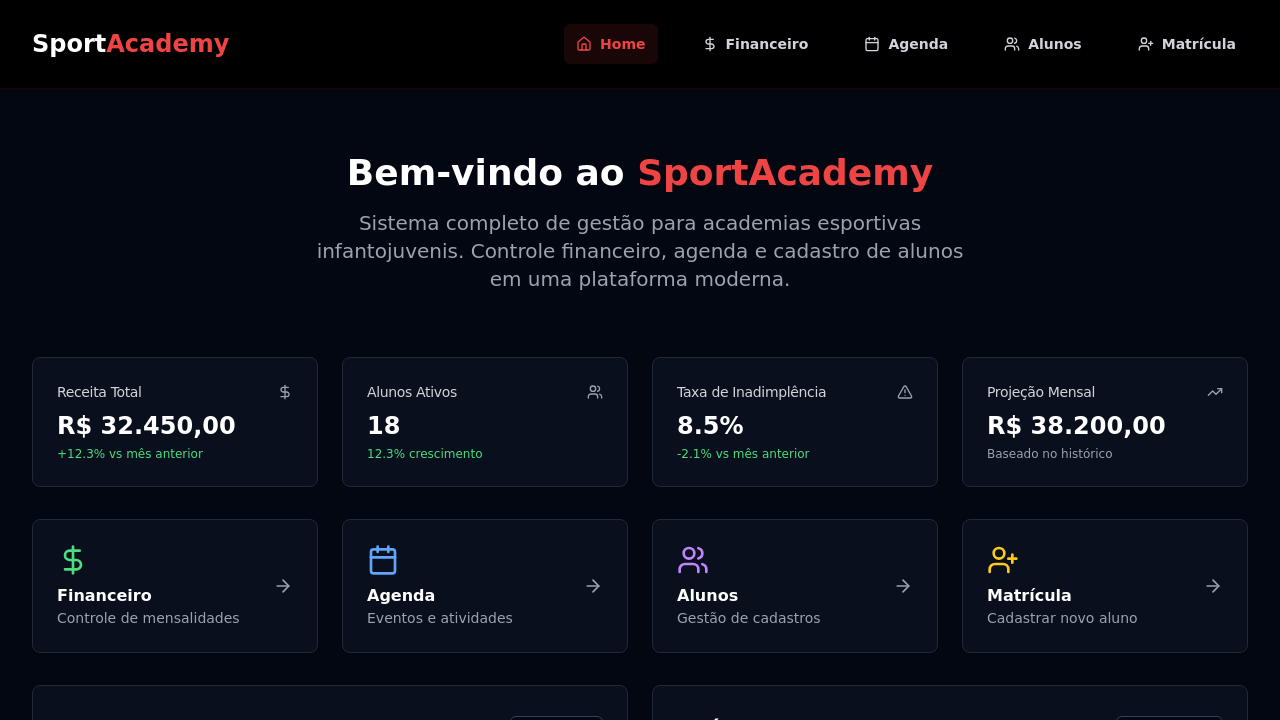 SportAcademy
Home
Financeiro
Agenda
Alunos
Matrícula
Bem-vindo ao SportAcademy
Sistema completo de gestão para academias esportivas
infantojuvenis. Controle financeiro, agenda e cadastro de alunos
em uma plataforma moderna.
Receita Total
R$ 32.450,00
+12.3% vs mês anterior
Alunos Ativos
18
12.3% crescimento
Taxa de Inadimplência
8.5%
-2.1% vs mês anterior
Projeção Mensal
R$ 38.200,00
Baseado no histórico
Financeiro
Controle de mensalidades
Agenda
Eventos e atividades
Alunos
Gestão de cadastros
Matrícula
Cadastrar novo aluno